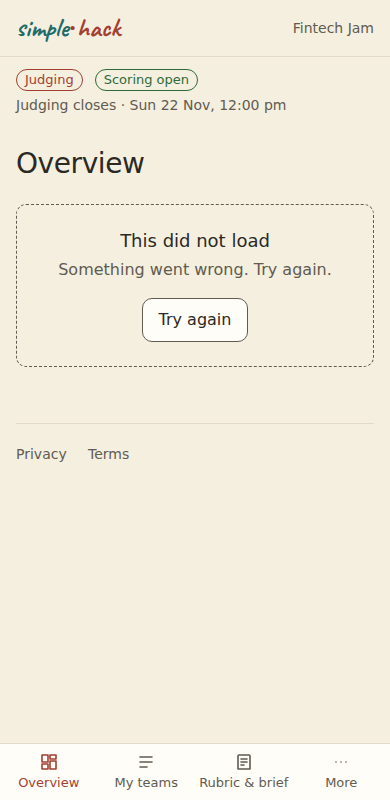 simple·hack
Fintech Jam
Judging
Scoring open
Judging closes · Sun 22 Nov, 12:00 pm
Overview
This did not load
Something went wrong. Try again.
Try again
Privacy
Terms
Overview
My teams
Rubric & brief
More